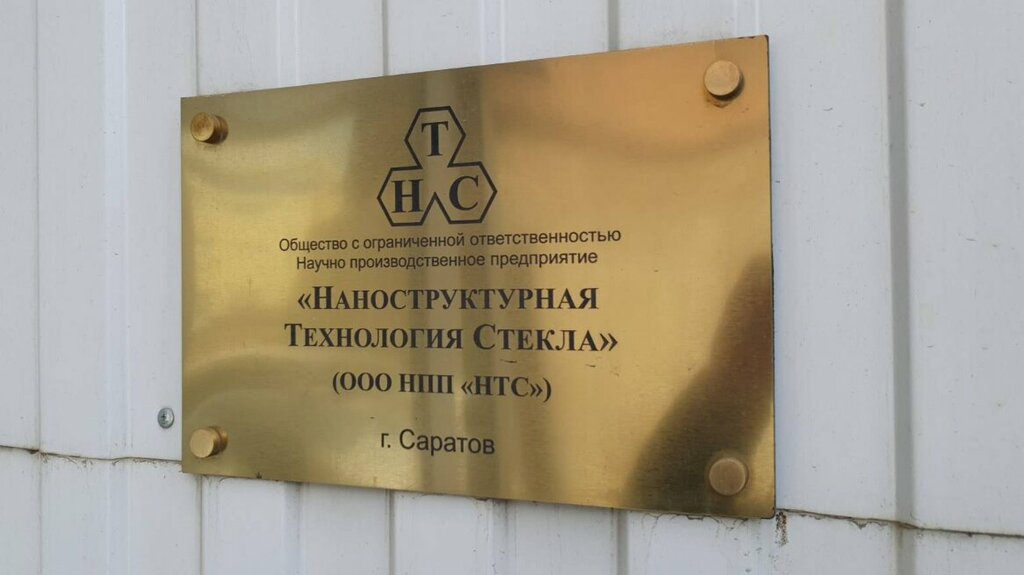 Т
Н С
Общество с ограниченной ответственностью
Научно производственное предприятие
«Наноструктурная
Технология Стекла»
(ООО НПП «НТС»)
г. Саратов